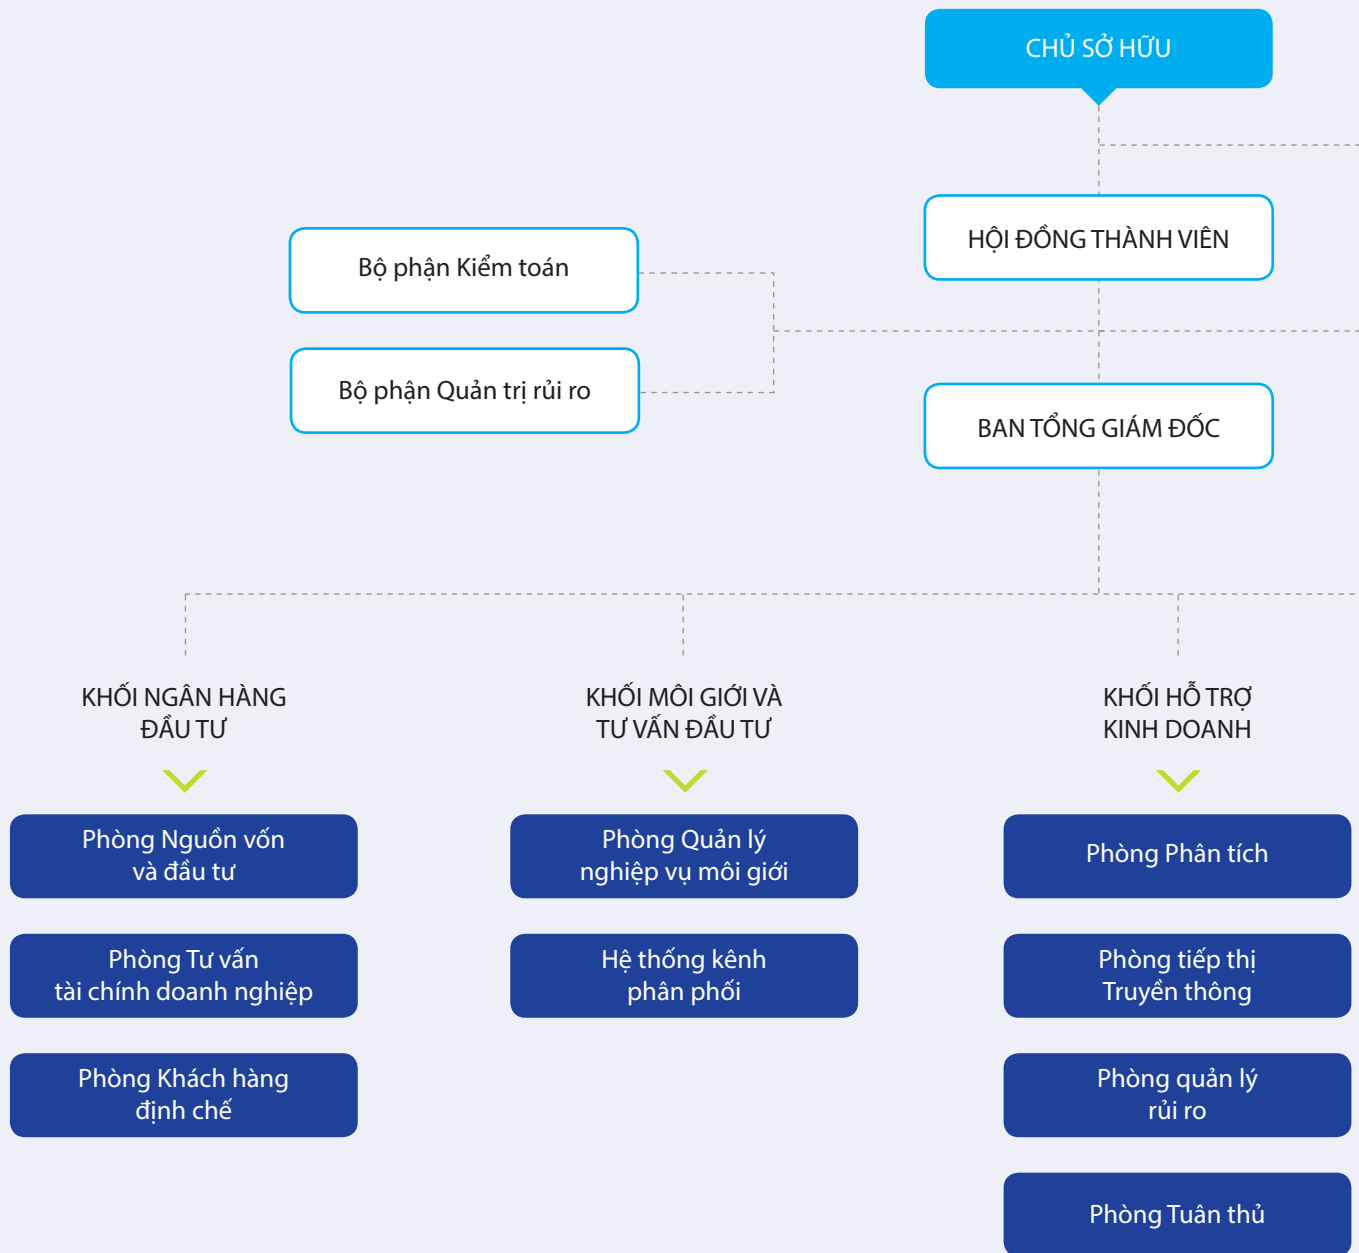 CHỦ SỞ HỮU
HỘI ĐỒNG THÀNH VIÊN
Bộ phận Kiểm toán
Bộ phận Quản trị rủi ro
BAN TỔNG GIÁM ĐỐC
KHỐI NGÂN HÀNG
ĐẦU TƯ
Phòng Nguồn vốn
và đầu tư
Phòng Tư vấn
tài chính doanh nghiệp
Phòng Khách hàng
định chế
KHỐI MÔI GIỚI VÀ
TƯ VẤN ĐẦU TƯ
Phòng Quản lý
nghiệp vụ môi giới
Hệ thống kênh
phân phối
KHỐI HỖ TRỢ
KINH DOANH
Phòng Phân tích
Phòng tiếp thị
Truyền thông
Phòng quản lý
rủi ro
Phòng Tuân thủ